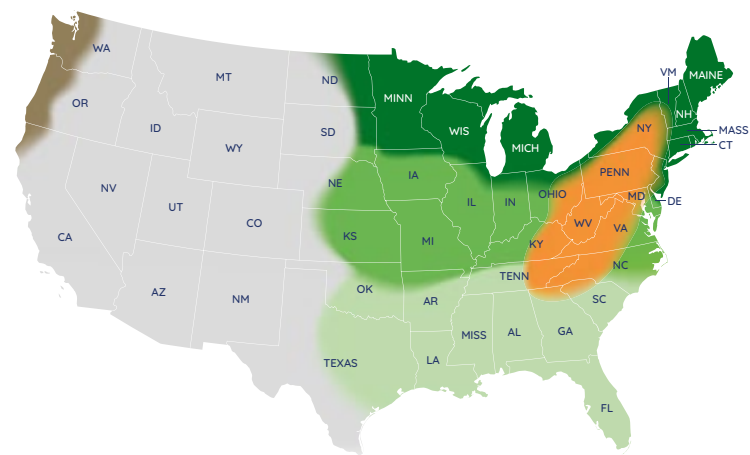 WA
MT
ND
MINN
VM
MAINE
OR
ID
WY
SD
WIS
MICH
NY
NH
MASS
CT
NV
UT
CO
NE
IA
IL
IN
OHIO
PENN
MD
DE
CA
AZ
NM
KS
MI
KY
WV
VA
OK
AR
TENN
NC
SC
TEXAS
LA
MISS
AL
GA
FL